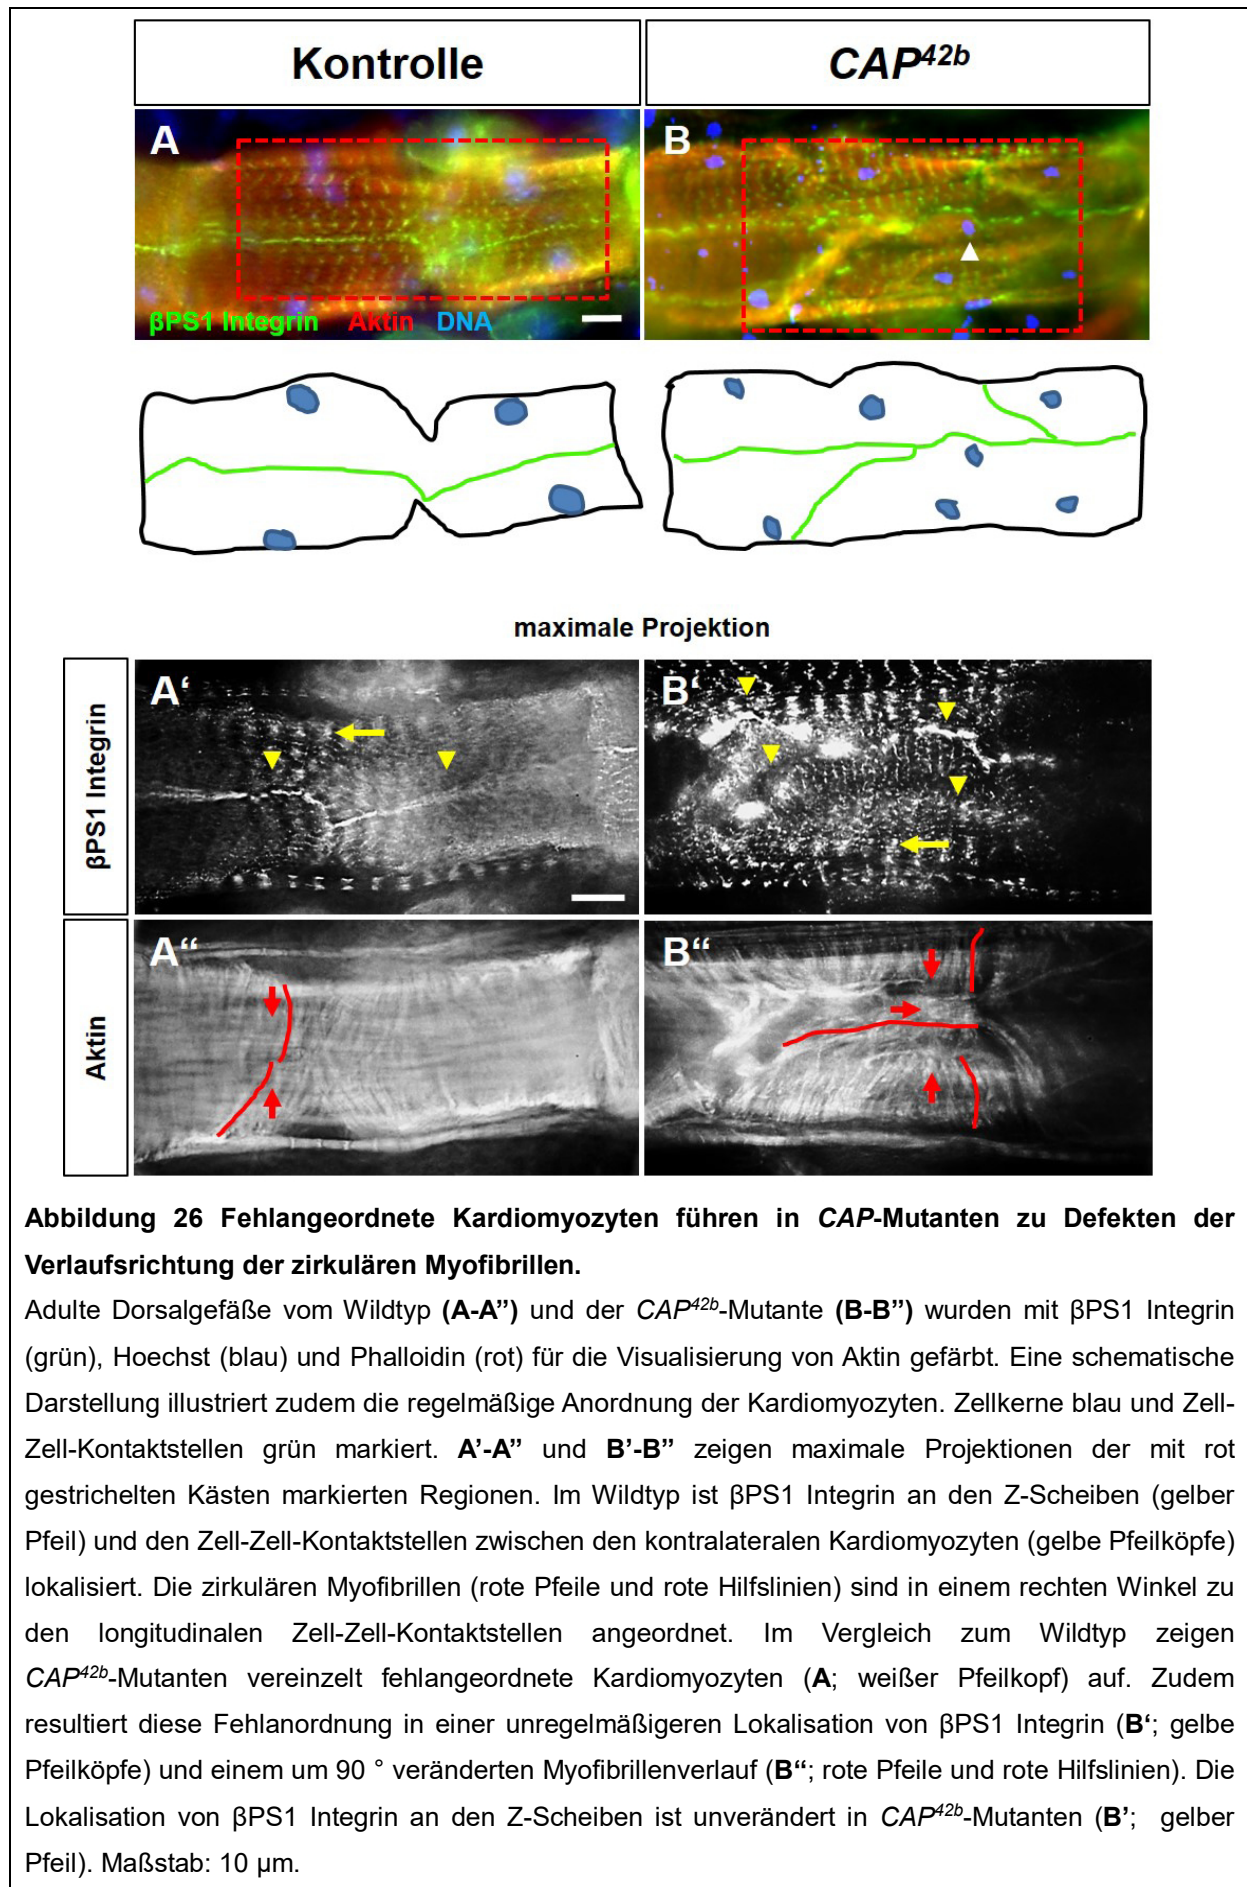 Kontrolle
CAP42b
A
B
βPS1 Integrin Aktin DNA
maximale Projektion
βPS1 Integrin
A‘
B‘
Aktin
A“
B“
Abbildung 26 Fehlangeordnete Kardiomyozyten führen in CAP-Mutanten zu Defekten der
Verlaufsrichtung der zirkulären Myofibrillen.
Adulte Dorsalgefäße vom Wildtyp (A-A”) und der CAP42b-Mutante (B-B”) wurden mit βPS1 Integrin
(grün), Hoechst (blau) und Phalloidin (rot) für die Visualisierung von Aktin gefärbt. Eine schematische
Darstellung illustriert zudem die regelmäßige Anordnung der Kardiomyozyten. Zellkerne blau und Zell-
Zell-Kontaktstellen grün markiert. A’-A” und B’-B” zeigen maximale Projektionen der mit rot
gestrichelten Kästen markierten Regionen. Im Wildtyp ist βPS1 Integrin an den Z-Scheiben (gelber
Pfeil) und den Zell-Zell-Kontaktstellen zwischen den kontralateralen Kardiomyozyten (gelbe Pfeilköpfe)
lokalisiert. Die zirkulären Myofibrillen (rote Pfeile und rote Hilfslinien) sind in einem rechten Winkel zu
den longitudinalen Zell-Zell-Kontaktstellen angeordnet. Im Vergleich zum Wildtyp zeigen
CAP42b-Mutanten vereinzelt fehlangeordnete Kardiomyozyten (A; weißer Pfeilkopf) auf. Zudem
resultiert diese Fehlanordnung in einer unregelmäßigeren Lokalisation von βPS1 Integrin (B‘; gelbe
Pfeilköpfe) und einem um 90 ° veränderten Myofibrillenverlauf (B“; rote Pfeile und rote Hilfslinien). Die
Lokalisation von βPS1 Integrin an den Z-Scheiben ist unverändert in CAP42b-Mutanten (B’; gelber
Pfeil). Maßstab: 10 µm.